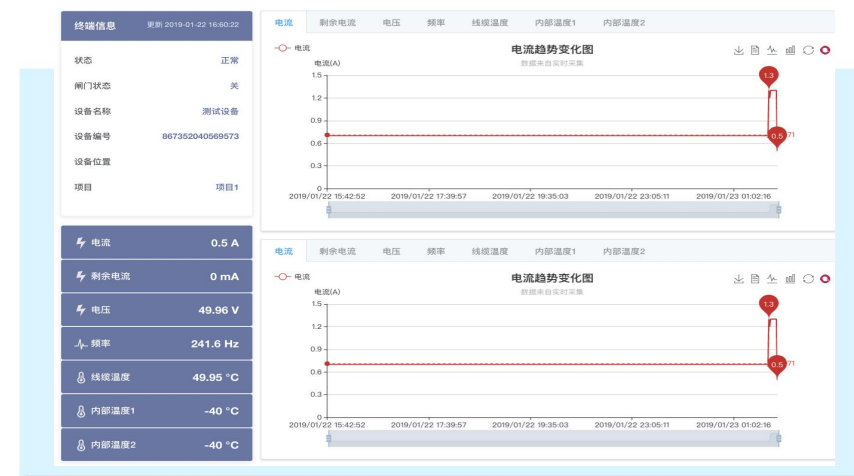 终端信息 更新 2019-01-22 16:60:22
状态 正常
闸门状态 关
设备名称 测试设备
设备编号 867352040569573
设备位置
项目 项目1
电流 0.5 A
剩余电流 0 mA
电压 49.96 V
频率 241.6 Hz
线缆温度 49.95 °C
内部温度1 -40 °C
内部温度2 -40 °C
电流 剩余电流 电压 频率 线缆温度 内部温度1 内部温度2
电流 电流趋势变化图
数据来自实时采集
电流(A)
1.5
1.3
1.2
0.9
0.5 71
0.6
0.3
0
2019/01/22 15:42:52 2019/01/22 17:39:57 2019/01/22 19:35:03 2019/01/22 23:05:11 2019/01/23 01:02:16
电流 剩余电流 电压 频率 线缆温度 内部温度1 内部温度2
电流 电流趋势变化图
数据来自实时采集
电流(A)
1.5
1.3
1.2
0.9
0.5 71
0.6
0.3
0
2019/01/22 15:42:52 2019/01/22 17:39:57 2019/01/22 19:35:03 2019/01/22 23:05:11 2019/01/23 01:02:16